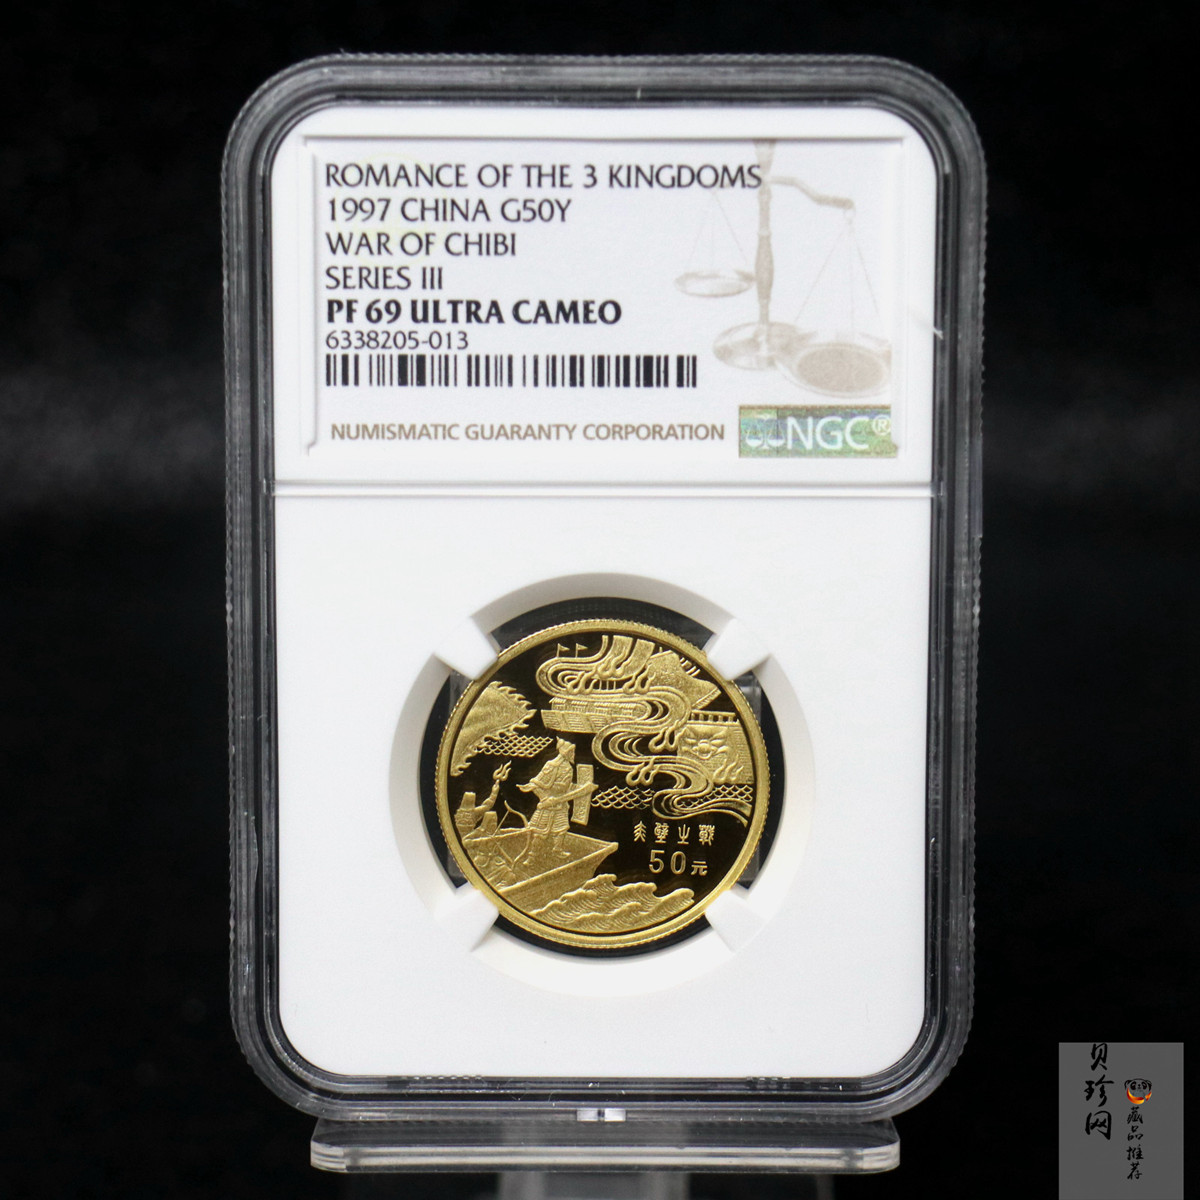 ROMANCE OF THE 3 KINGDOMS
1997 CHINA G50Y
WAR OF CHIBI
SERIES III
PF 69 ULTRA CAMEO
6338205-013
NUMISMATIC GUARANTY CORPORATION
NGC®
赤壁之戰
50元
贝珍网
藏品推荐